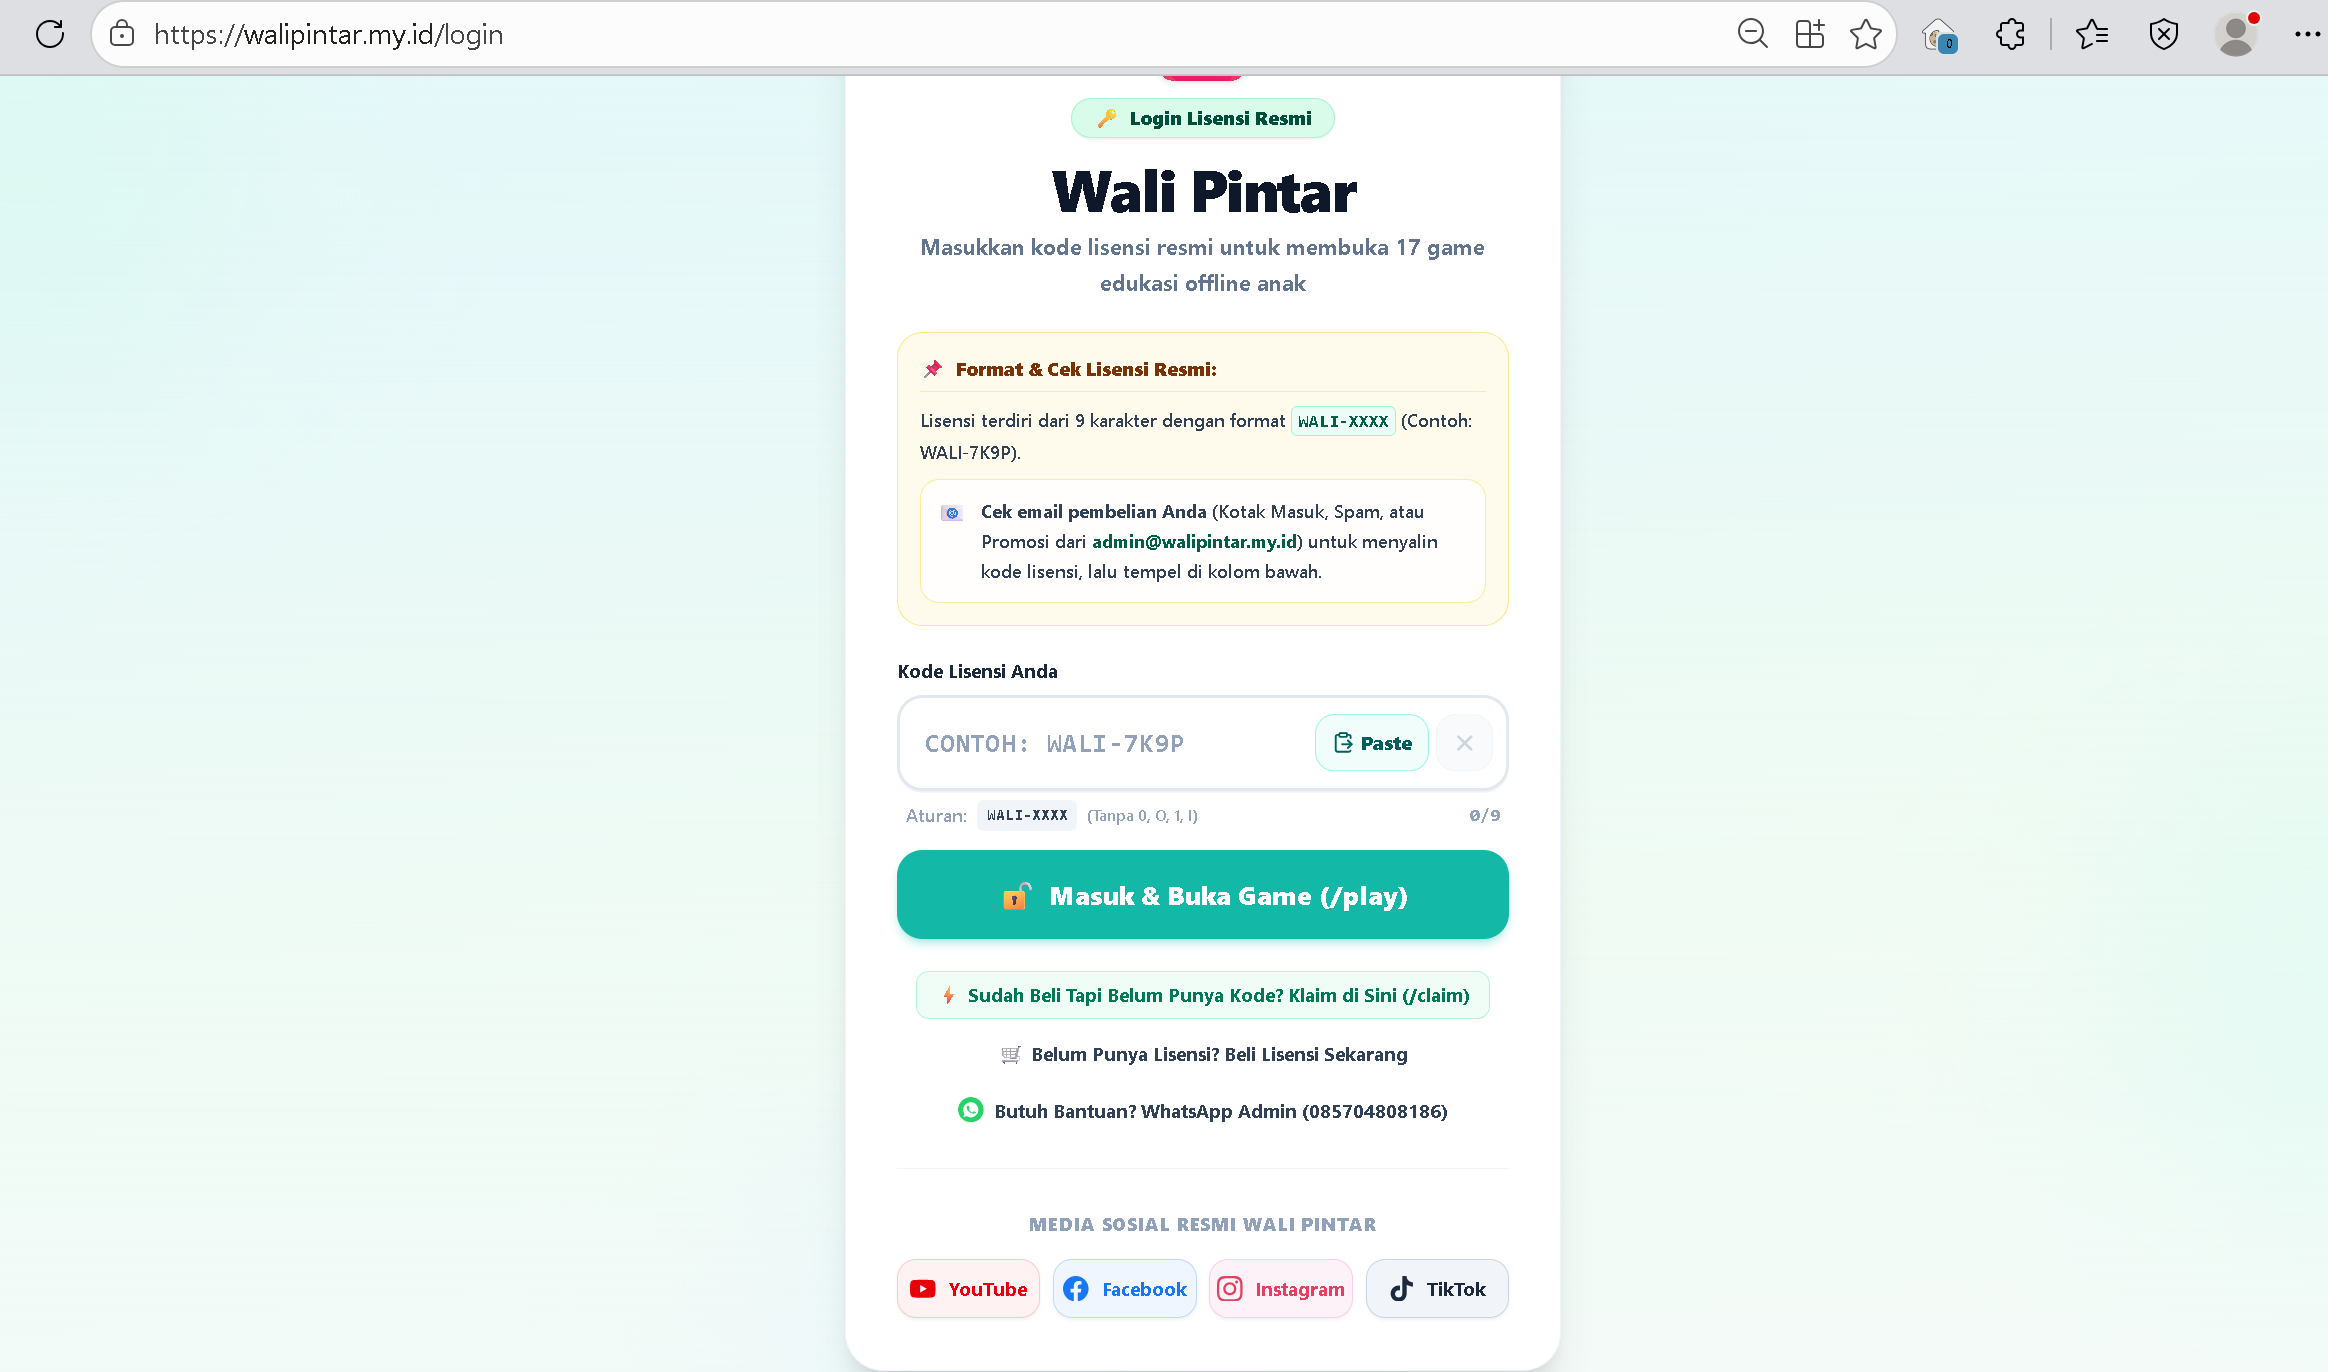 https://walipintar.my.id/login
0
🔑 Login Lisensi Resmi
Wali Pintar
Masukkan kode lisensi resmi untuk membuka 17 game
edukasi offline anak
📌 Format & Cek Lisensi Resmi:
Lisensi terdiri dari 9 karakter dengan format WALI-XXXX (Contoh:
WALI-7K9P).
Cek email pembelian Anda (Kotak Masuk, Spam, atau
Promosi dari admin@walipintar.my.id) untuk menyalin
kode lisensi, lalu tempel di kolom bawah.
Kode Lisensi Anda
CONTOH: WALI-7K9P
Paste
Aturan: WALI-XXXX (Tanpa 0, O, 1, I)
0/9
🔓 Masuk & Buka Game (/play)
⚡ Sudah Beli Tapi Belum Punya Kode? Klaim di Sini (/claim)
🛒 Belum Punya Lisensi? Beli Lisensi Sekarang
Butuh Bantuan? WhatsApp Admin (085704808186)
MEDIA SOSIAL RESMI WALI PINTAR
YouTube
Facebook
Instagram
TikTok